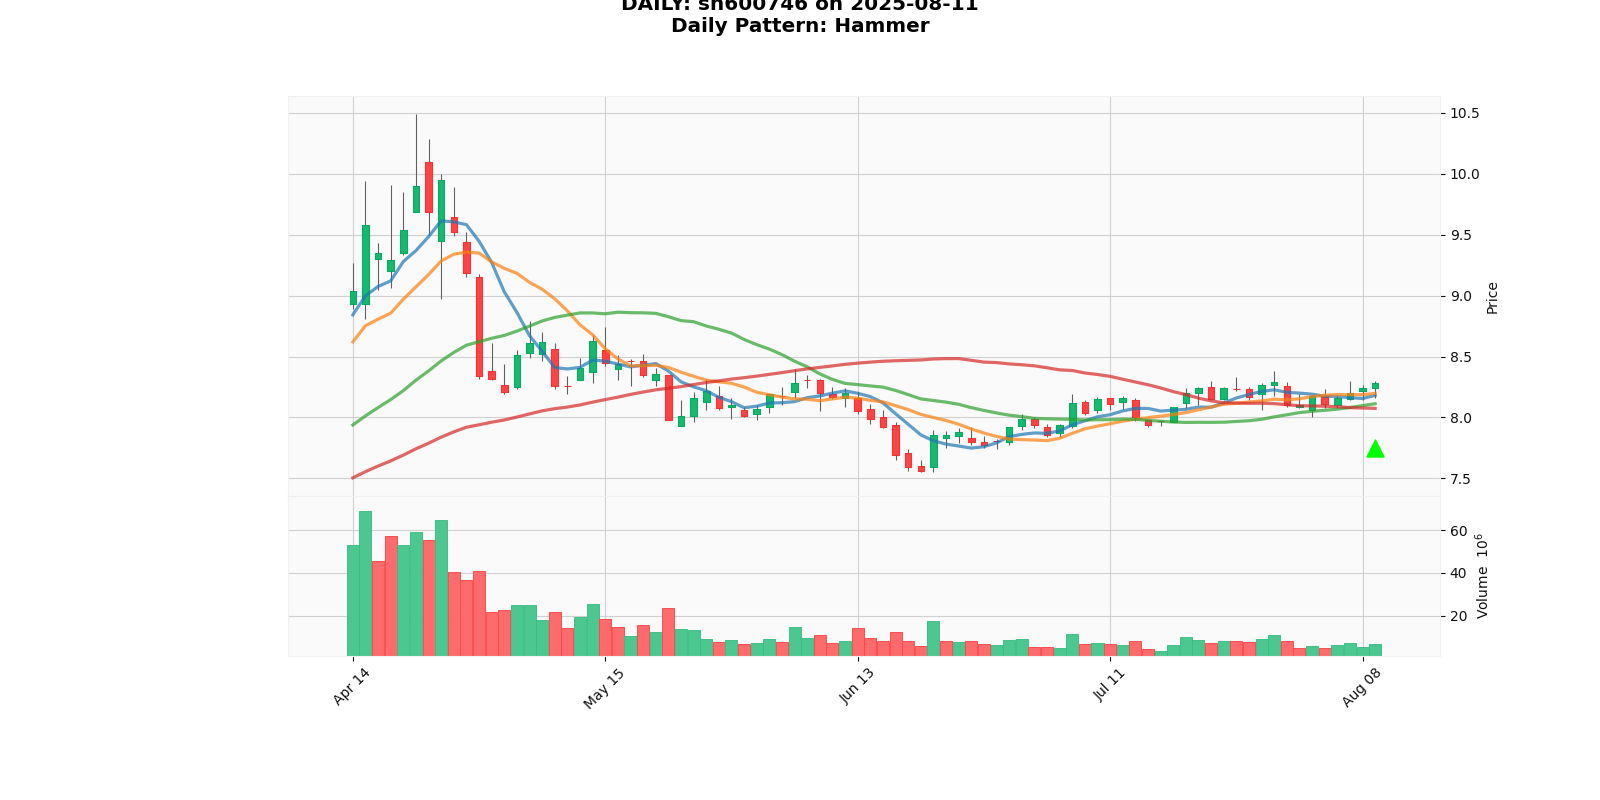 DAILY: sh600746 on 2025-08-11
Daily Pattern: Hammer
10.5
10.0
9.5
9.0
8.5
8.0
7.5
Price
60
40
20
Volume 10^6
Apr 14
May 15
Jun 13
Jul 11
Aug 08